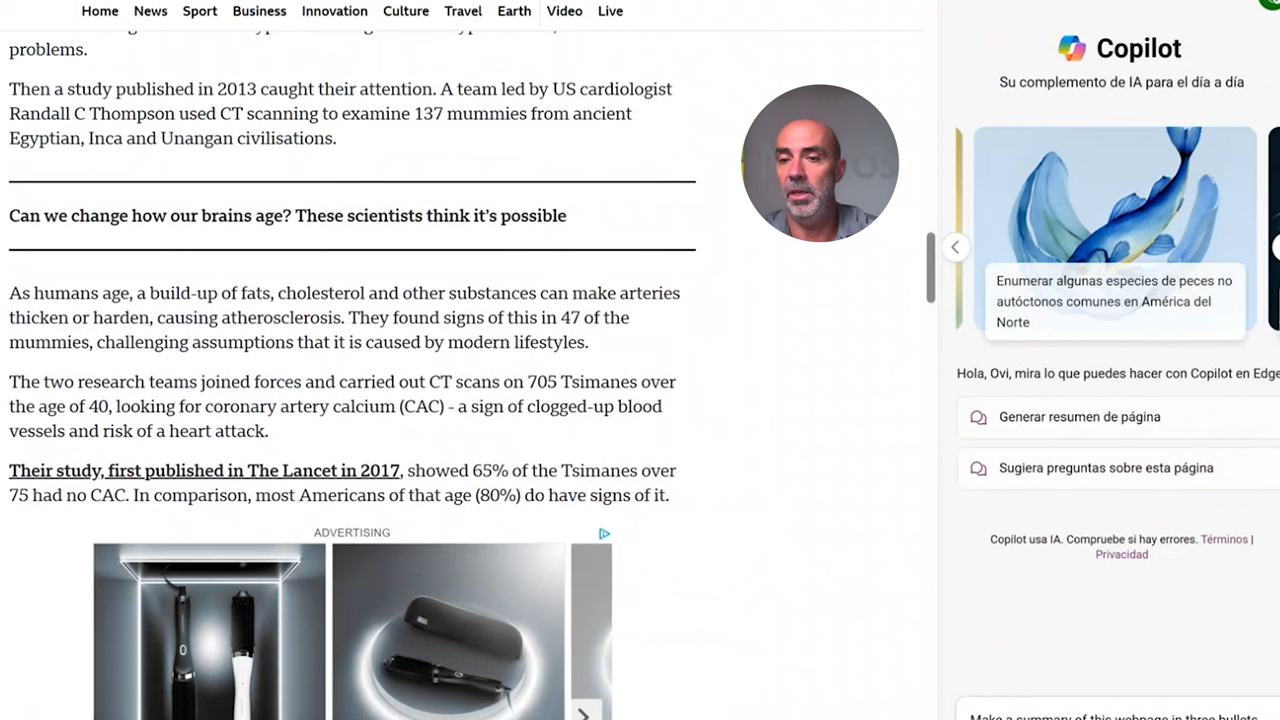 Home News Sport Business Innovation Culture Travel Earth Video Live
problems.
Then a study published in 2013 caught their attention. A team led by US cardiologist
Randall C Thompson used CT scanning to examine 137 mummies from ancient
Egyptian, Inca and Unangan civilisations.
Can we change how our brains age? These scientists think it's possible
As humans age, a build-up of fats, cholesterol and other substances can make arteries
thicken or harden, causing atherosclerosis. They found signs of this in 47 of the
mummies, challenging assumptions that it is caused by modern lifestyles.
The two research teams joined forces and carried out CT scans on 705 Tsimanes over
the age of 40, looking for coronary artery calcium (CAC) - a sign of clogged-up blood
vessels and risk of a heart attack.
Their study, first published in The Lancet in 2017, showed 65% of the Tsimanes over
75 had no CAC. In comparison, most Americans of that age (80%) do have signs of it.
ADVERTISING
Copilot
Su complemento de IA para el día a día
Enumerar algunas especies de peces no
autóctonos comunes en América del
Norte
Hola, Ovi, mira lo que puedes hacer con Copilot en Edge
Generar resumen de página
Sugiera preguntas sobre esta página
Copilot usa IA. Compruebe si hay errores. Términos |
Privacidad
Make a summary of this webpage in three bullets